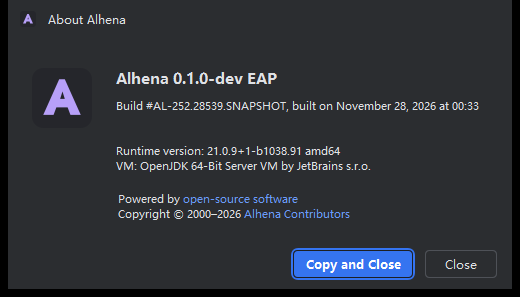 About Alhena
Alhena 0.1.0-dev EAP
Build #AL-252.28539.SNAPSHOT, built on November 28, 2026 at 00:33
Runtime version: 21.0.9+1-b1038.91 amd64
VM: OpenJDK 64-Bit Server VM by JetBrains s.r.o.
Powered by open-source software
Copyright © 2000–2026 Alhena Contributors
Copy and Close
Close